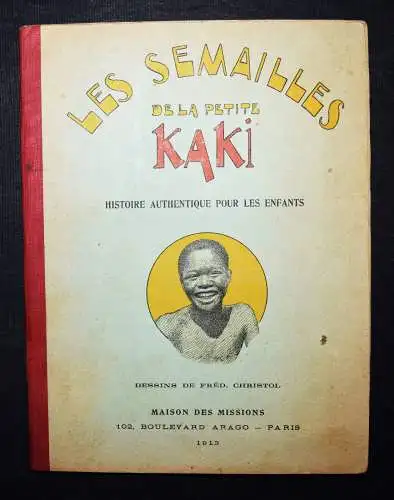 LES SEMAILLES
DE LA PETITE
KAKi
HISTOIRE AUTHENTIQUE POUR LES ENFANTS
DESSINS DE FRÉD. CHRISTOL
MAISON DES MISSIONS
102, BOULEVARD ARAGO — PARIS
1913